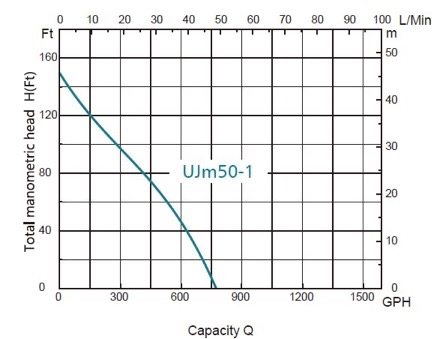 0 10 20 30 40 50 60 70 80 90 100 L/Min
Ft
m
160
50
120
40
30
UJm50-1
80
20
40
10
0
0
Total manometric head H(Ft)
0 300 600 900 1200 1500 GPH
Capacity Q